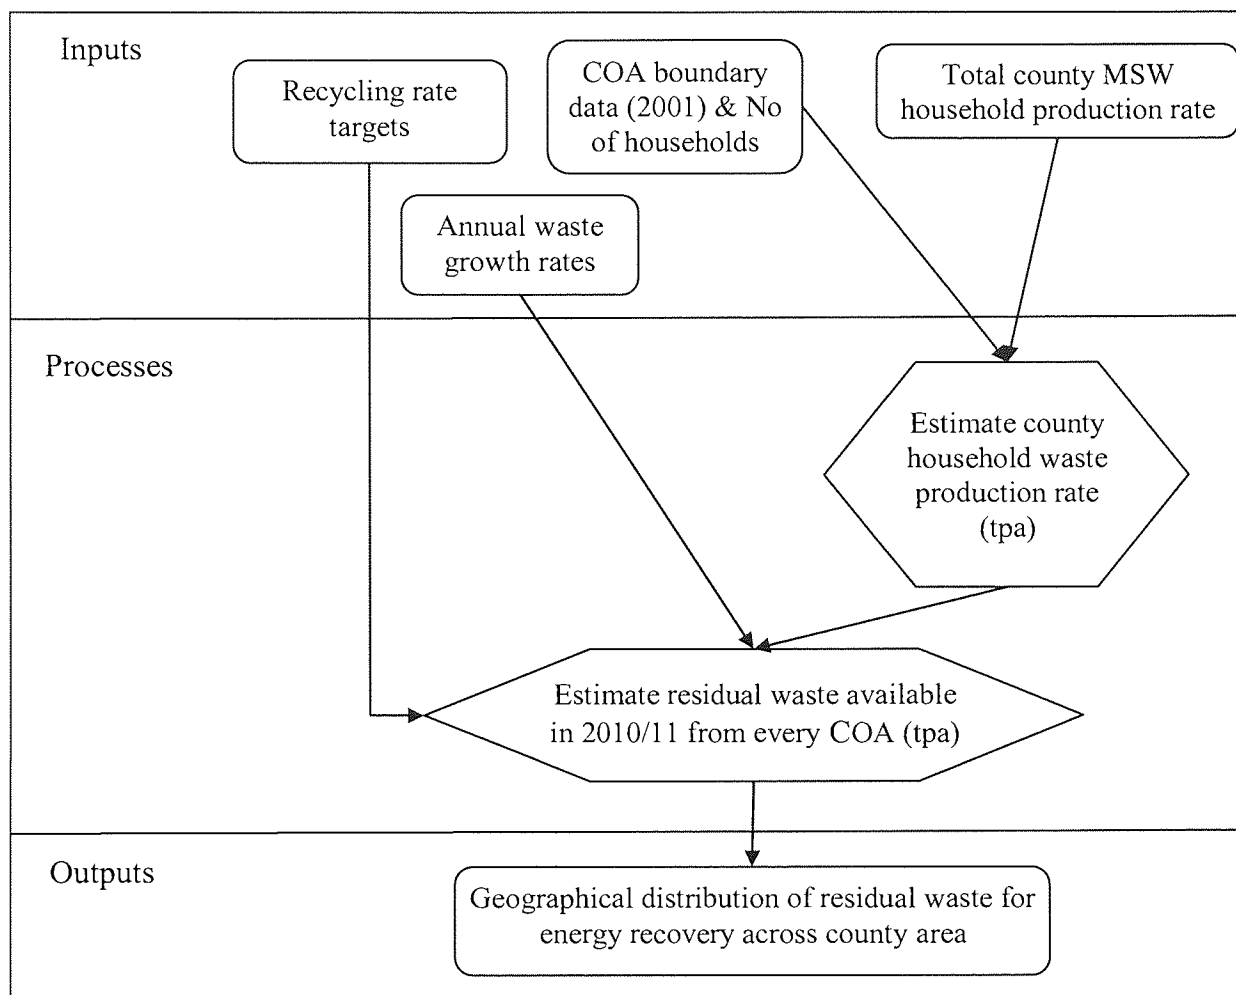 Inputs
Recycling rate
targets
COA boundary
data (2001) & No
of households
Total county MSW
household production rate
Annual waste
growth rates
Processes
Estimate county
household waste
production rate
(tpa)
Estimate residual waste available
in 2010/11 from every COA (tpa)
Outputs
Geographical distribution of residual waste for
energy recovery across county area